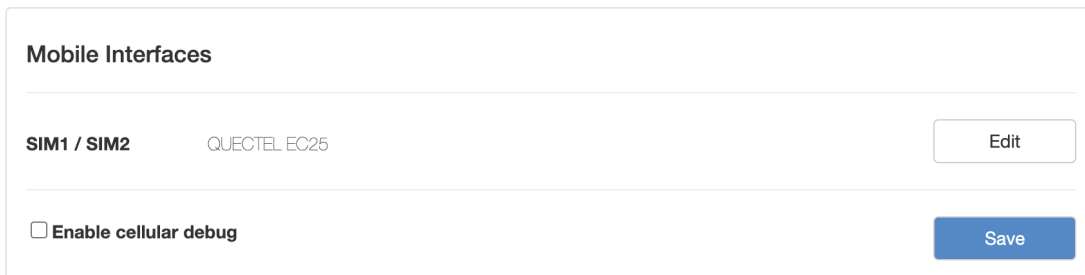 Mobile Interfaces
SIM1 / SIM2 QUECTEL EC25 Edit
Enable cellular debug Save